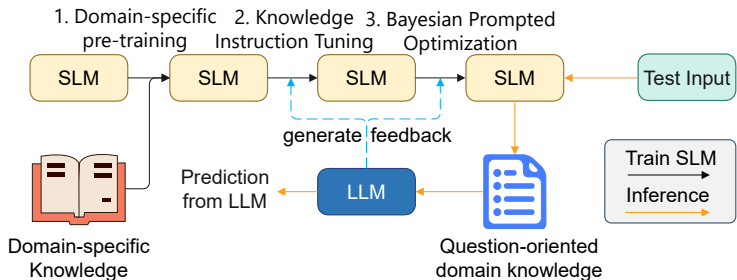 1. Domain-specific
pre-training
2. Knowledge
Instruction Tuning
3. Bayesian Prompted
Optimization
SLM
SLM
SLM
SLM
Test Input
generate feedback
Train SLM
Inference
Prediction
from LLM
LLM
Domain-specific
Knowledge
Question-oriented
domain knowledge